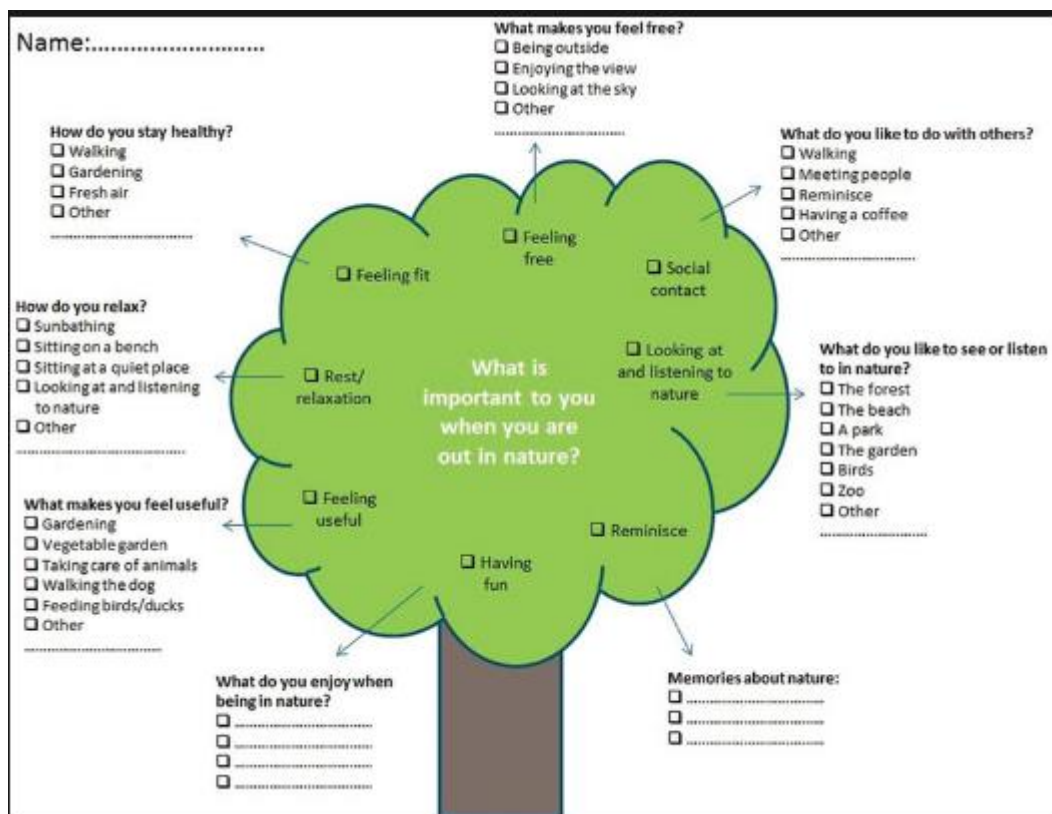 Name:...........................
What makes you feel free?
❑ Being outside
❑ Enjoying the view
❑ Looking at the sky
❑ Other
..............................
How do you stay healthy?
❑ Walking
❑ Gardening
❑ Fresh air
❑ Other
.................................
What do you like to do with others?
❑ Walking
❑ Meeting people
❑ Reminisce
❑ Having a coffee
❑ Other
...............................
❑ Feeling
free
❑ Feeling fit
❑ Social
contact
How do you relax?
❑ Sunbathing
❑ Sitting on a bench
❑ Sitting at a quiet place
❑ Looking at and listening
to nature
❑ Other
.................................
❑ Rest/
relaxation
What is
important to you
when you are
out in nature?
❑ Looking at
and listening to
nature
What do you like to see or listen
to in nature?
❑ The forest
❑ The beach
❑ A park
❑ The garden
❑ Birds
❑ Zoo
❑ Other
.........................
What makes you feel useful?
❑ Gardening
❑ Vegetable garden
❑ Taking care of animals
❑ Walking the dog
❑ Feeding birds/ducks
❑ Other
................................
❑ Feeling
useful
❑ Having
fun
❑ Reminisce
What do you enjoy when
being in nature?
❑ ................................
❑ ................................
❑ ................................
❑ ................................
Memories about nature:
❑ ................................
❑ ................................
❑ ................................